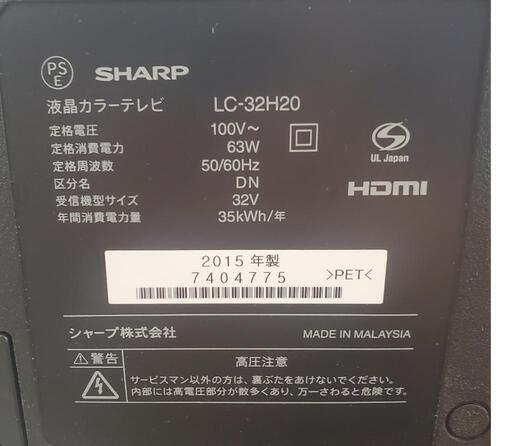 PS
E
SHARP
液晶カラーテレビ LC-32H20
定格電圧 100V～
定格消費電力 63W
定格周波数 50/60Hz
区分名 DN
受信機型サイズ 32V
年間消費電力量 35kWh/年
S
UL Japan
HDMI
2015 年製
7404775
>PET<
シャープ株式会社 MADE IN MALAYSIA
警告 高圧注意
サービスマン以外の方は、裏ぶたをあけないでください。
内部には高電圧部分が数多くあり、万一さわると危険です。